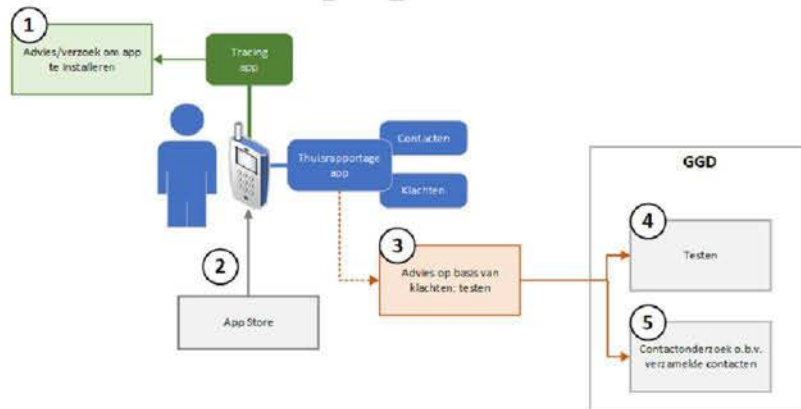 1
Advies/verzoek om app
te installeren
Tracing
app
Thuisrapportage
app
Contacten
Klachten
2
App Store
3
Advies op basis van
klachten: testen
GGD
4
Testen
5
Contactonderzoek o.b.v.
verzamelde contacten